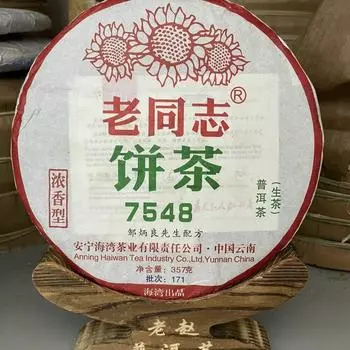 老同志®
饼茶
7548
浓香型
普洱茶
(生茶)
邹炳良先生配方
安宁海湾茶业有限责任公司·中国云南
Anning Haiwan Tea Industry Co.,Ltd.Yunnan China
净含量:357克
批次:171
海湾出品
老赵
普洱茶